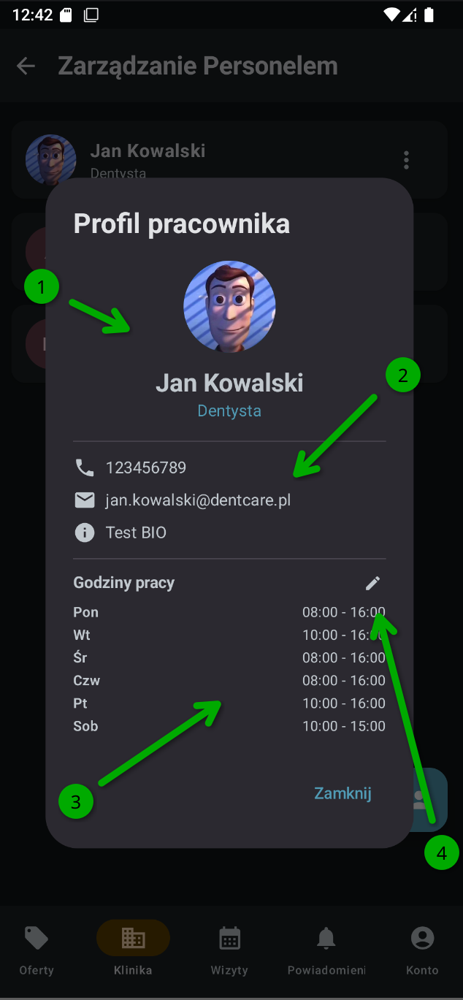 12:42
Zarządzanie Personelem
Jan Kowalski
Dentysta
Profil pracownika
1
Jan Kowalski
2
Dentysta
123456789
jan.kowalski@dentcare.pl
Test BIO
Godziny pracy
Pon 08:00 - 16:00
Wt 10:00 - 16:00
Śr 08:00 - 16:00
Czw 08:00 - 16:00
Pt 10:00 - 16:00
Sob 10:00 - 15:00
3
Zamknij
4
Oferty Klinika Wizyty Powiadomieni Konto